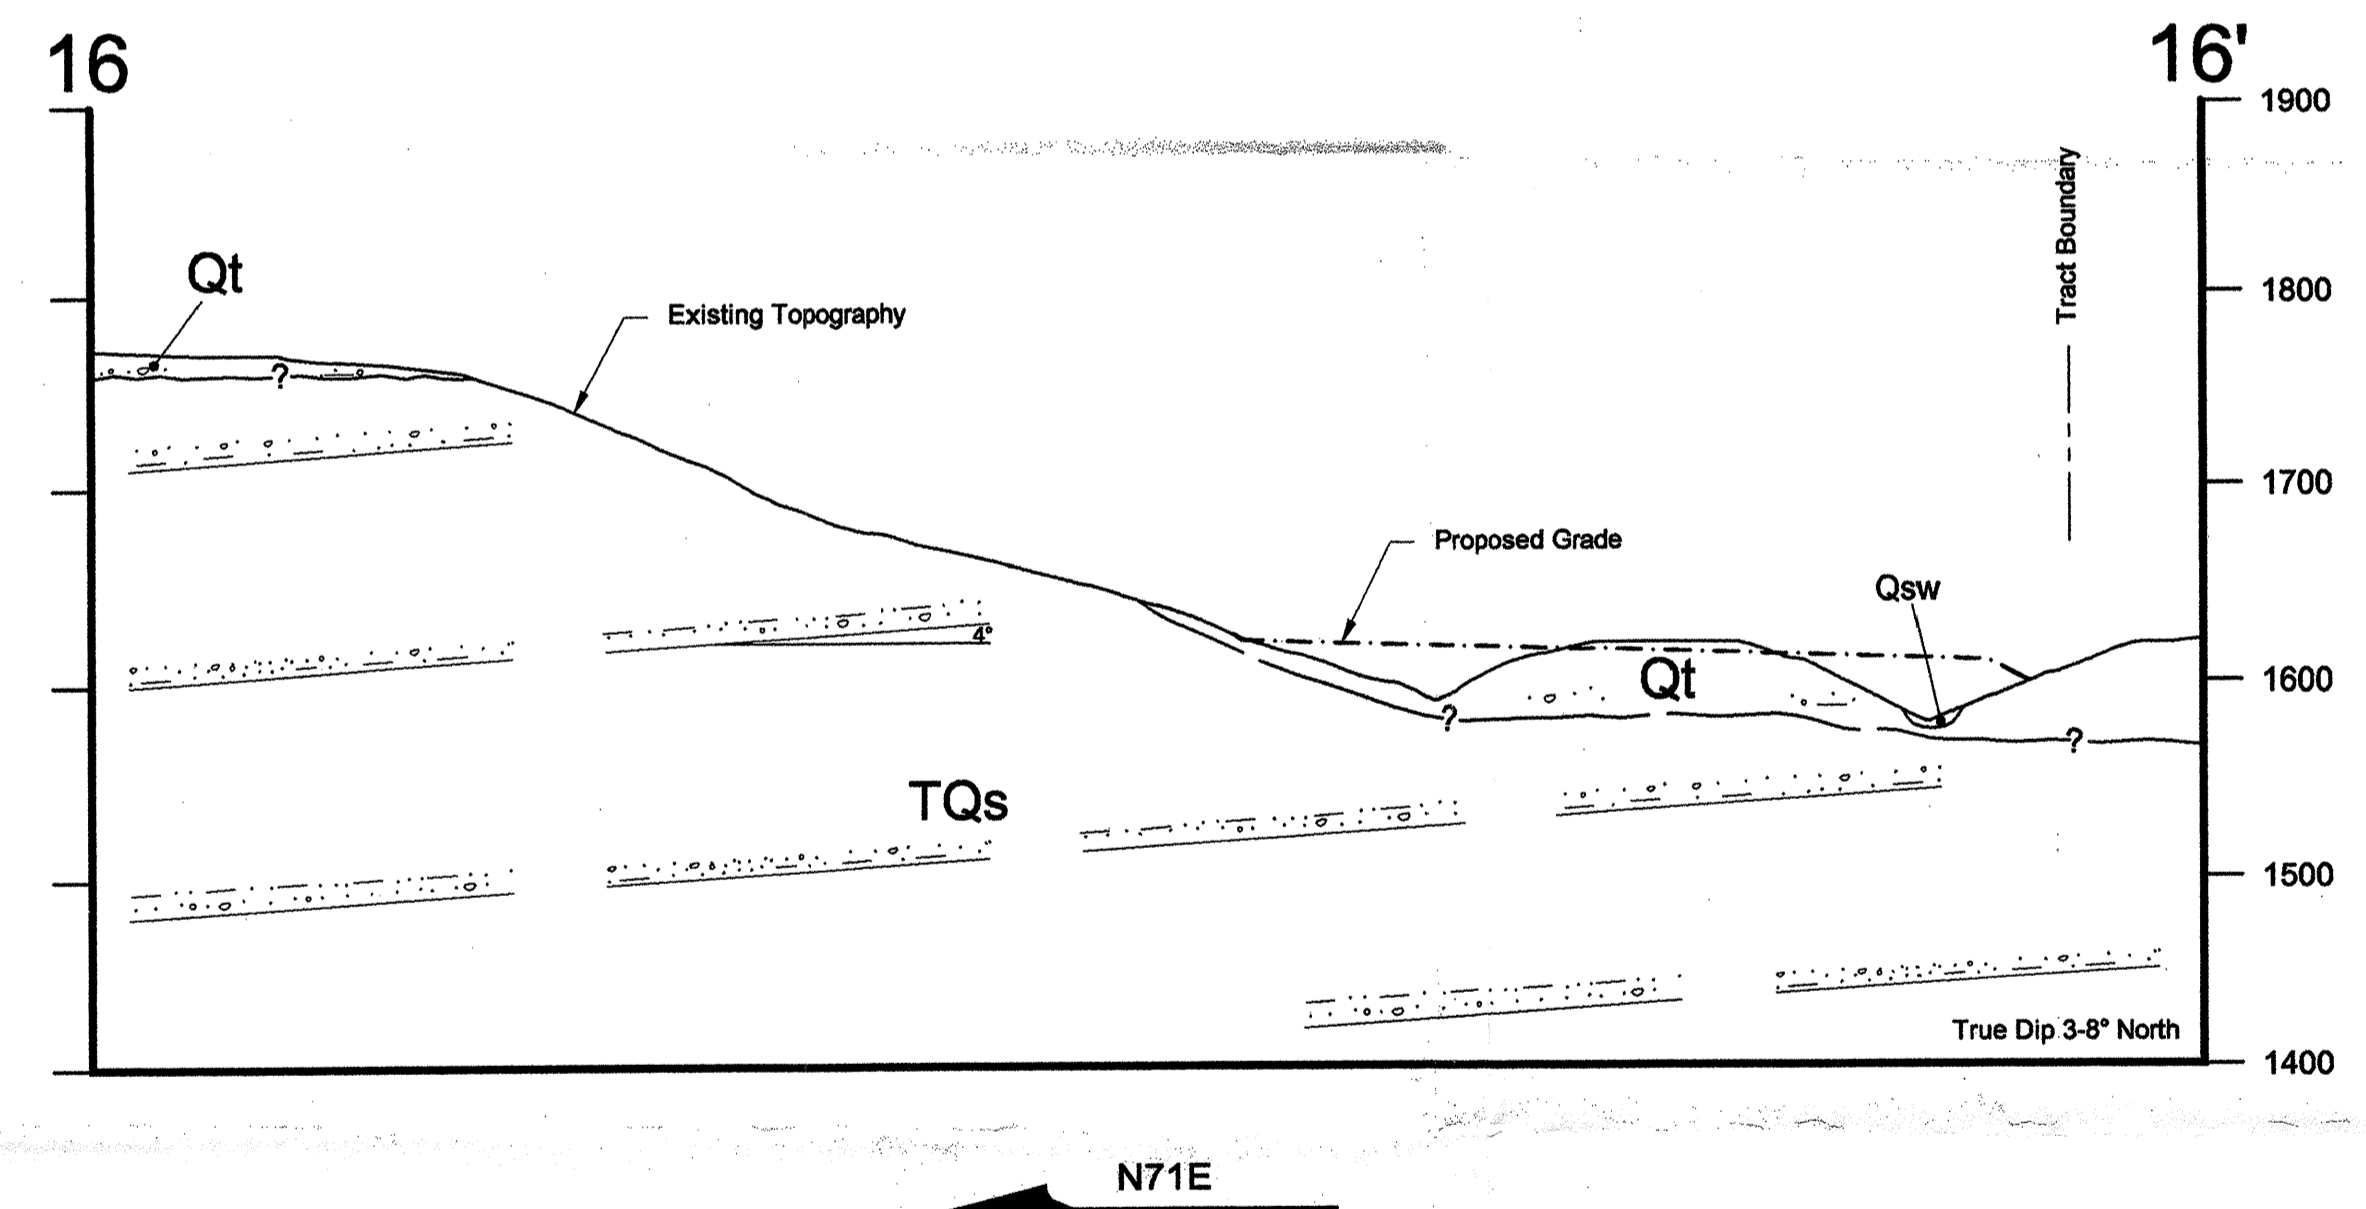 16
16'
1900
Tract Boundary
Qt
1800
Existing Topography
?
1700
Proposed Grade
Qsw
4°
Qt
1600
?
?
TQs
1500
True Dip 3-8° North
1400
N71E